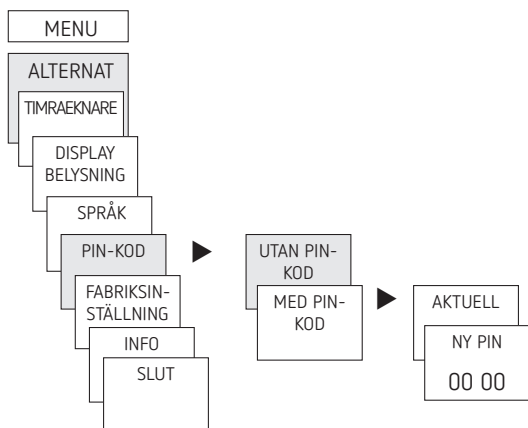 MENU
ALTERNAT
TIMRAEKNARE
DISPLAY
BELYSNING
SPRÅK
PIN-KOD
FABRIKSIN-
STÄLLNING
INFO
SLUT
UTAN PIN-
KOD
MED PIN-
KOD
AKTUELL
NY PIN
00 00